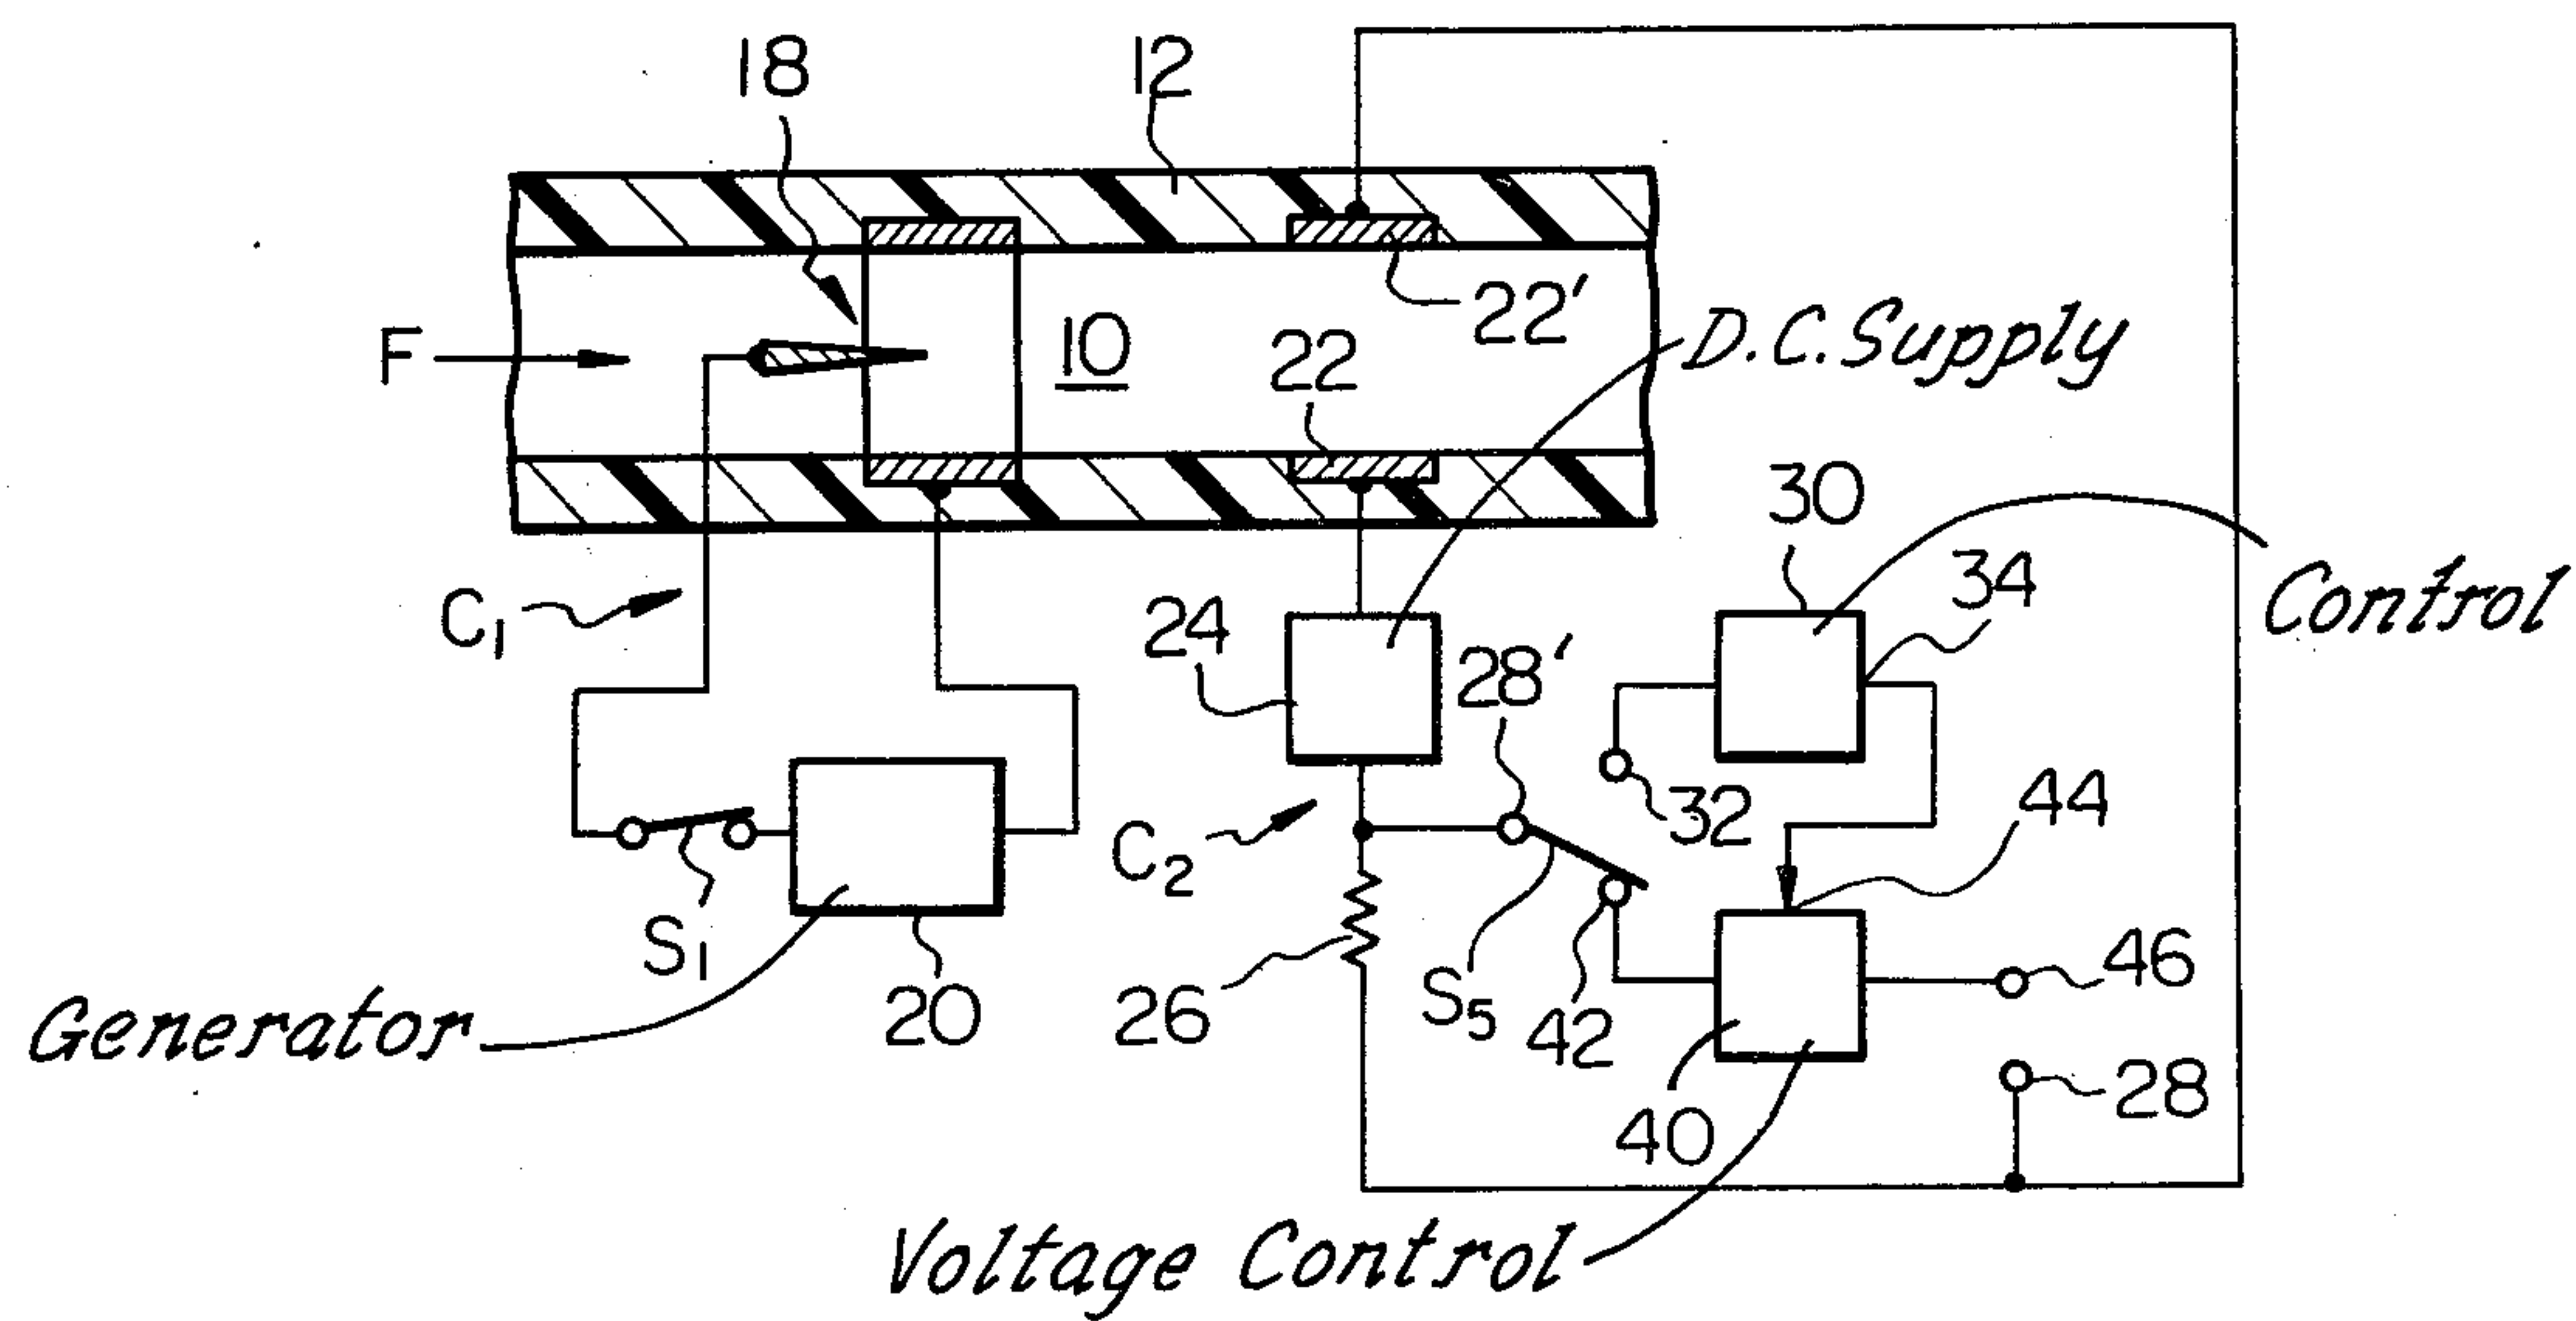 18
12
22'
D.C. Supply
F
10
22
30
34
Control
C1
24
28'
32
44
C2
S1
26
S5
42
46
20
Generator
40
28
Voltage Control